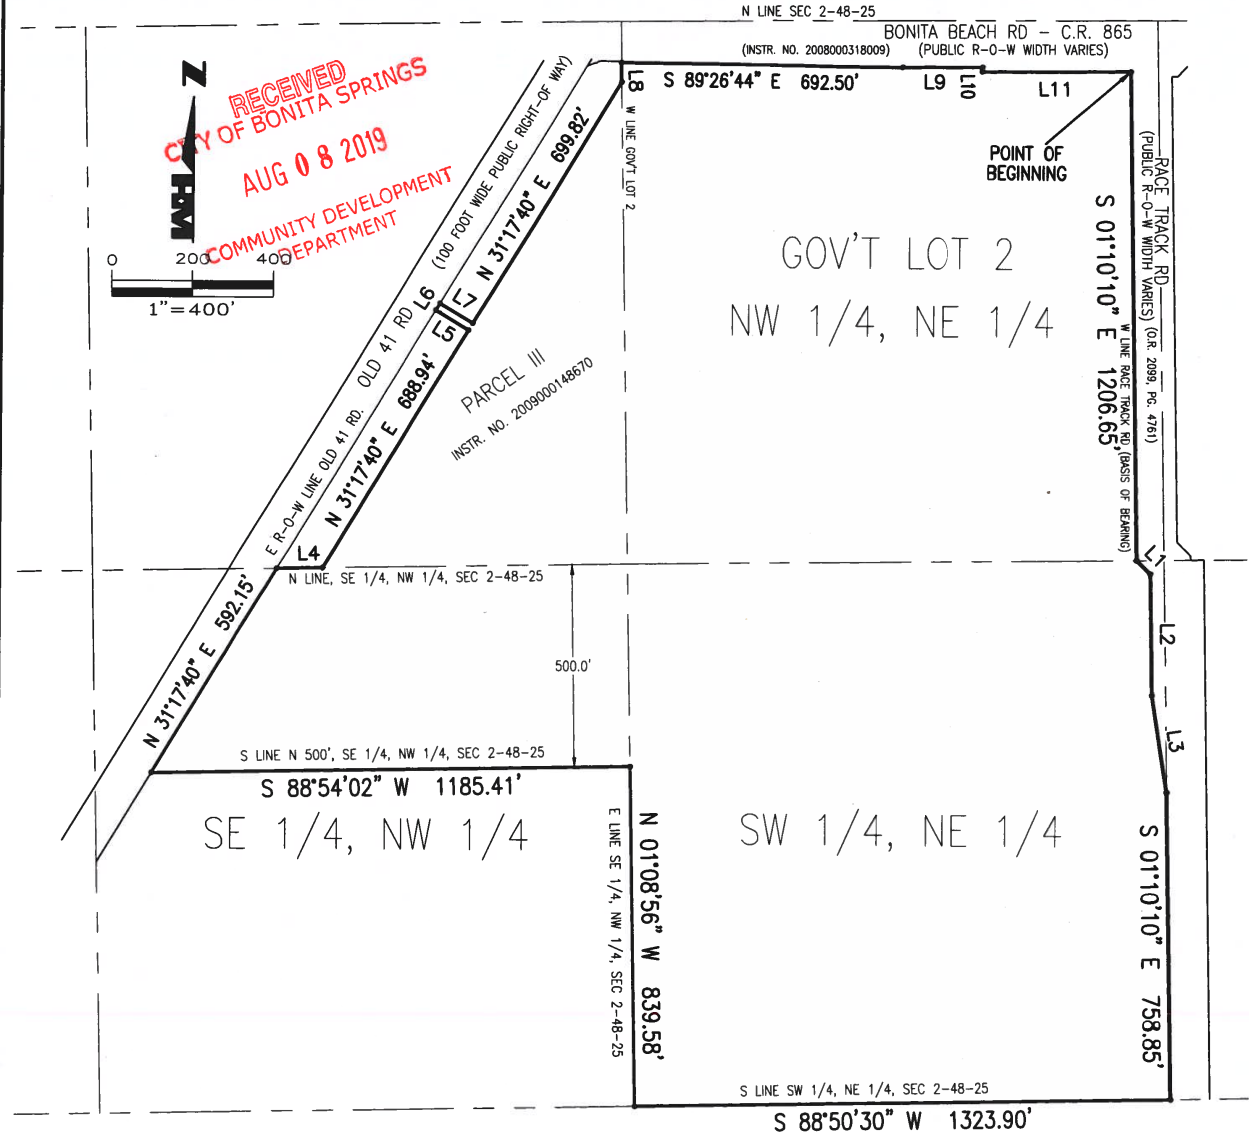 N LINE SEC 2-48-25
BONITA BEACH RD - C.R. 865
(INSTR. NO. 2008000318009) (PUBLIC R-O-W WIDTH VARIES)
S 89°26'44" E 692.50'
L8
L9
L10
L11
POINT OF
BEGINNING
N
HM
RECEIVED
CITY OF BONITA SPRINGS
AUG 0 8 2019
COMMUNITY DEVELOPMENT
DEPARTMENT
0 200 400
1"=400'
W LINE GOV'T LOT 2
(100 FOOT WIDE PUBLIC RIGHT-OF WAY)
OLD 41 RD
E R-O-W LINE OLD 41 RD.
N 31°17'40" E 699.82'
L6
L7
L5
N 31°17'40" E 688.94'
PARCEL III
INSTR. NO. 2009000148670
GOV'T LOT 2
NW 1/4, NE 1/4
S 01°10'10" E 1206.65'
W LINE RACE TRACK RD (BASIS OF BEARING)
RACE TRACK RD
(PUBLIC R-O-W WIDTH VARIES) (O.R. 2099, PG. 4761)
L4
N LINE, SE 1/4, NW 1/4, SEC 2-48-25
N 31°17'40" E 592.15'
500.0'
L1
L2
L3
S LINE N 500', SE 1/4, NW 1/4, SEC 2-48-25
S 88°54'02" W 1185.41'
SE 1/4, NW 1/4
SW 1/4, NE 1/4
E LINE SE 1/4, NW 1/4, SEC 2-48-25
N 01°08'56" W 839.58'
S 01°10'10" E 758.85'
S LINE SW 1/4, NE 1/4, SEC 2-48-25
S 88°50'30" W 1323.90'